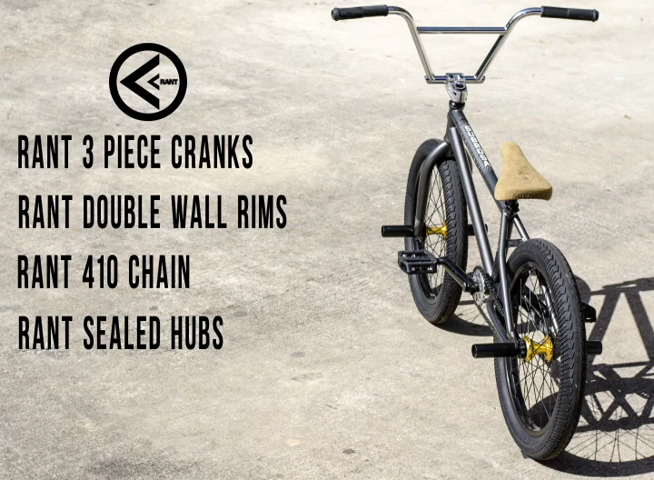 RANT
RANT 3 PIECE CRANKS
RANT DOUBLE WALL RIMS
RANT 410 CHAIN
RANT SEALED HUBS